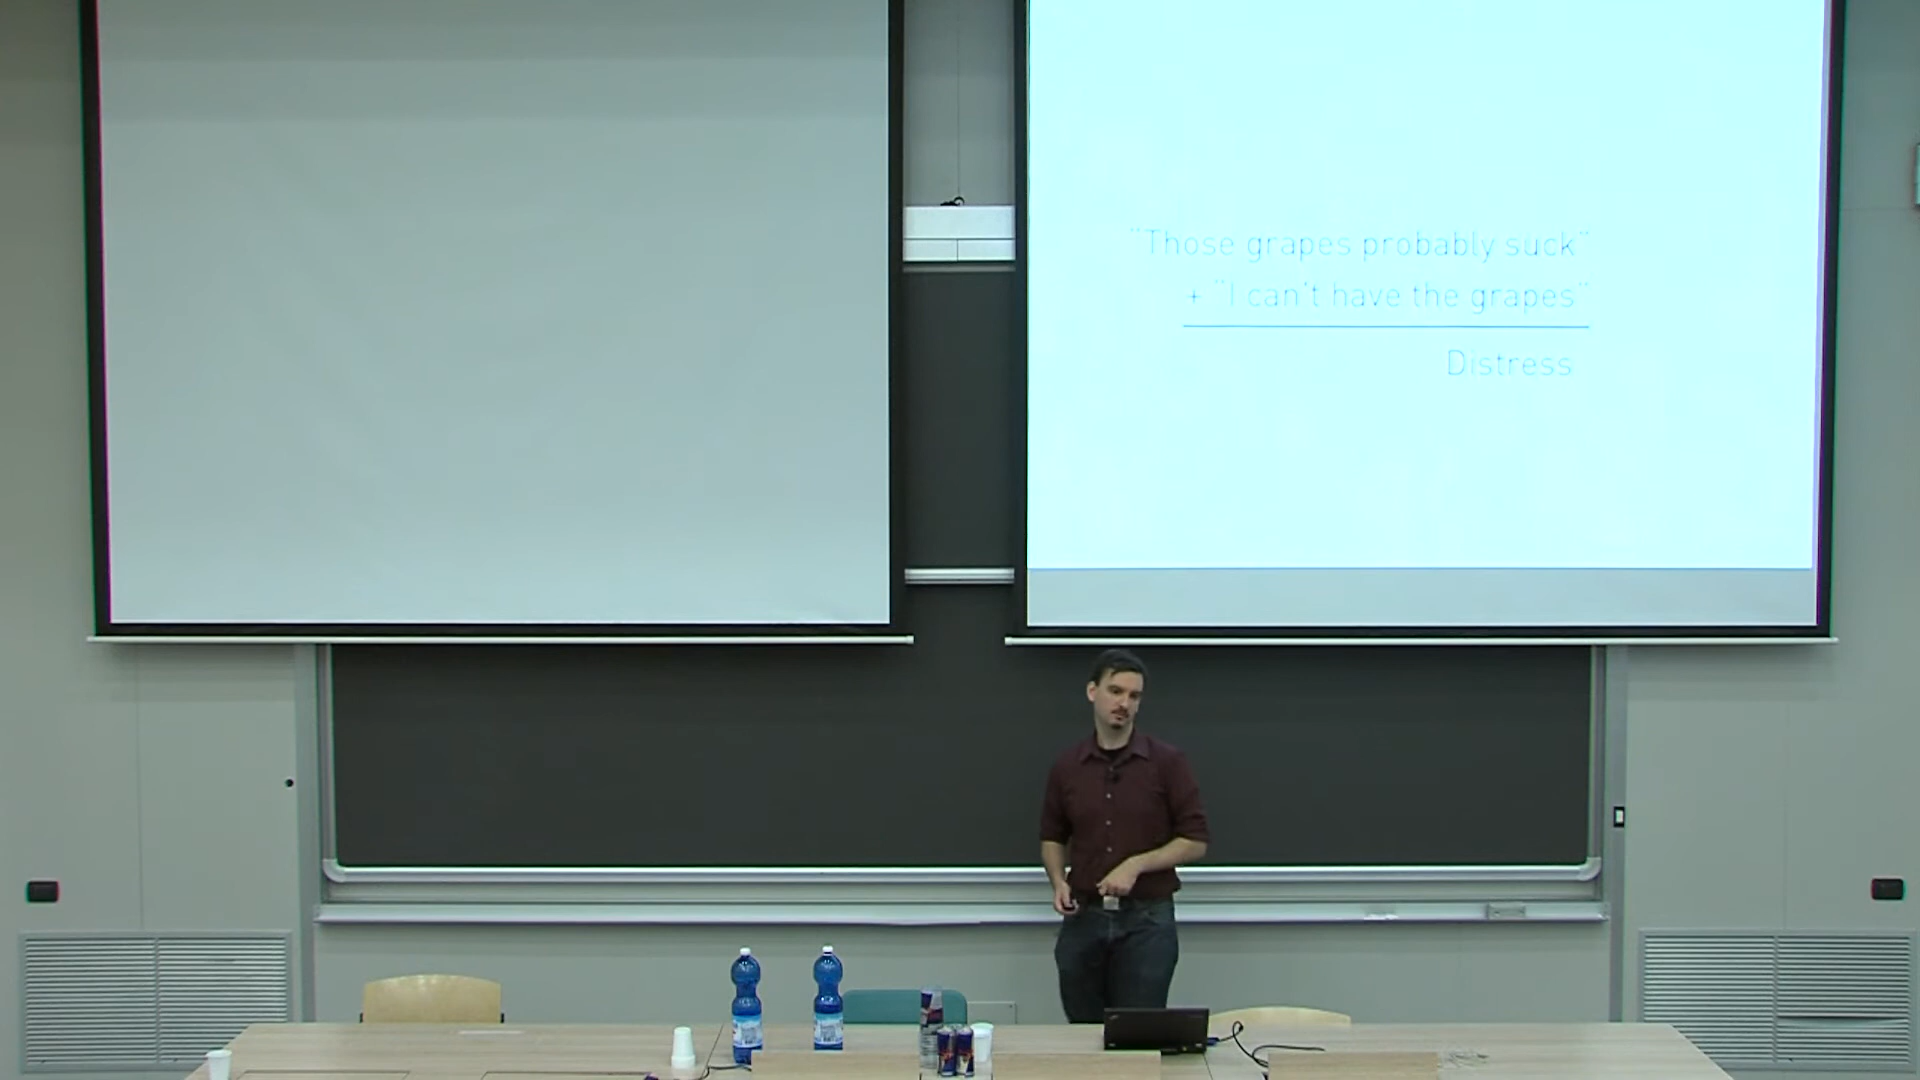 "Those grapes probably suck"
+ "I can't have the grapes"
Distress